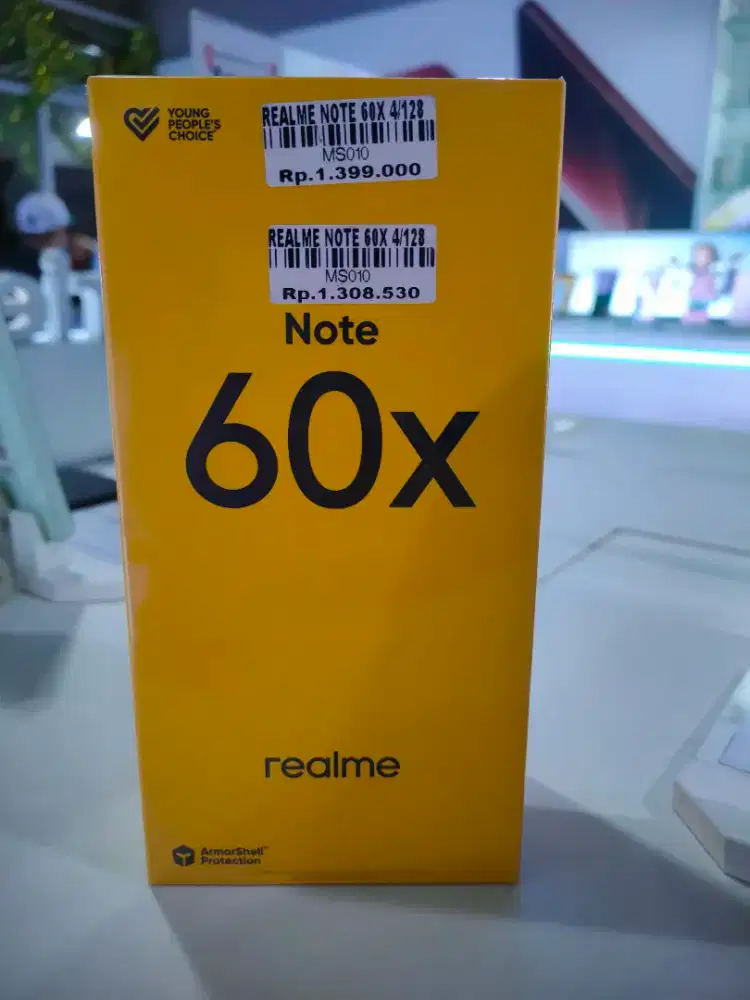 YOUNG
PEOPLE'S
CHOICE
REALME NOTE 60X 4/128
MS010
Rp.1.399.000
REALME NOTE 60X 4/128
MS010
Rp.1.308.530
Note
60x
realme
ArmorShell™
Protection